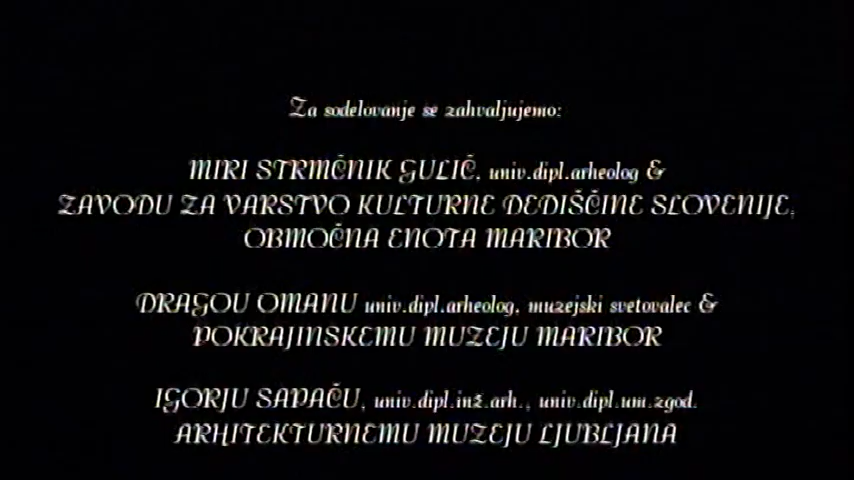 Za sodelovanje se zahvaljujemo:
MIRI STRMČNIK GULIČ, univ.dipl.arheolog &
ZAVODU ZA VARSTVO KULTURNE DEDIŠČINE SLOVENIJE,
OBMOČNA ENOTA MARIBOR
DRAGOU OMANU univ.dipl.arheolog, muzejski svetovalec &
POKRAJINSKEMU MUZEJU MARIBOR
IGORJU SAPAČU, univ.dipl.inž.arh., univ.dipl.um.zgod.
ARHITEKTURNEMU MUZEJU LJUBLJANA